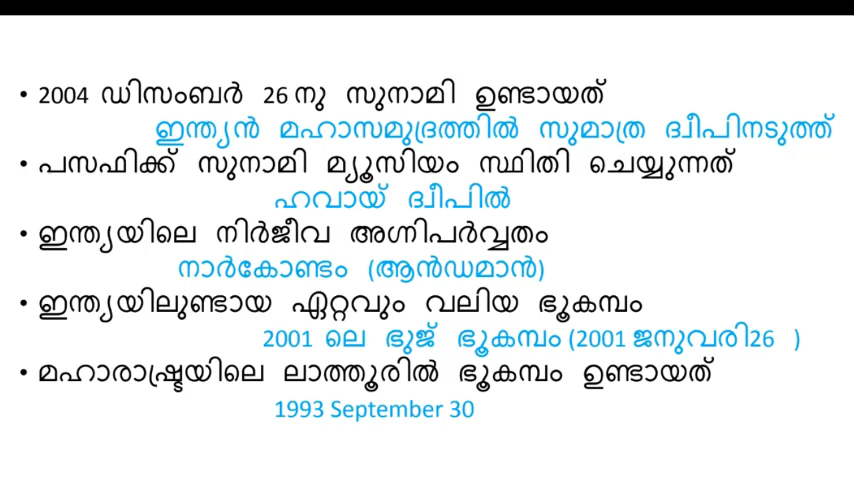 • 2004 ഡിസംബർ 26 നു സുനാമി ഉണ്ടായത്
ഇന്ത്യൻ മഹാസമുദ്രത്തിൽ സുമാത്ര ദ്വീപിനടുത്ത്
• പസഫിക്ക് സുനാമി മ്യൂസിയം സ്ഥിതി ചെയ്യുന്നത്
ഹവായ് ദ്വീപിൽ
• ഇന്ത്യയിലെ നിർജീവ അഗ്നിപർവ്വതം
നാർകോണ്ടം (ആൻഡമാൻ)
• ഇന്ത്യയിലുണ്ടായ ഏറ്റവും വലിയ ഭൂകമ്പം
2001 ലെ ഭുജ് ഭൂകമ്പം (2001 ജനുവരി26 )
• മഹാരാഷ്ട്രയിലെ ലാത്തൂരിൽ ഭൂകമ്പം ഉണ്ടായത്
1993 September 30